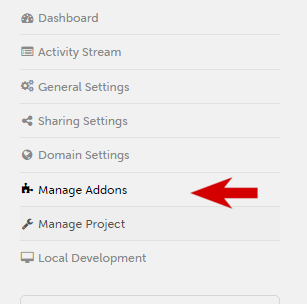 Dashboard
Activity Stream
General Settings
Sharing Settings
Domain Settings
Manage Addons
Manage Project
Local Development